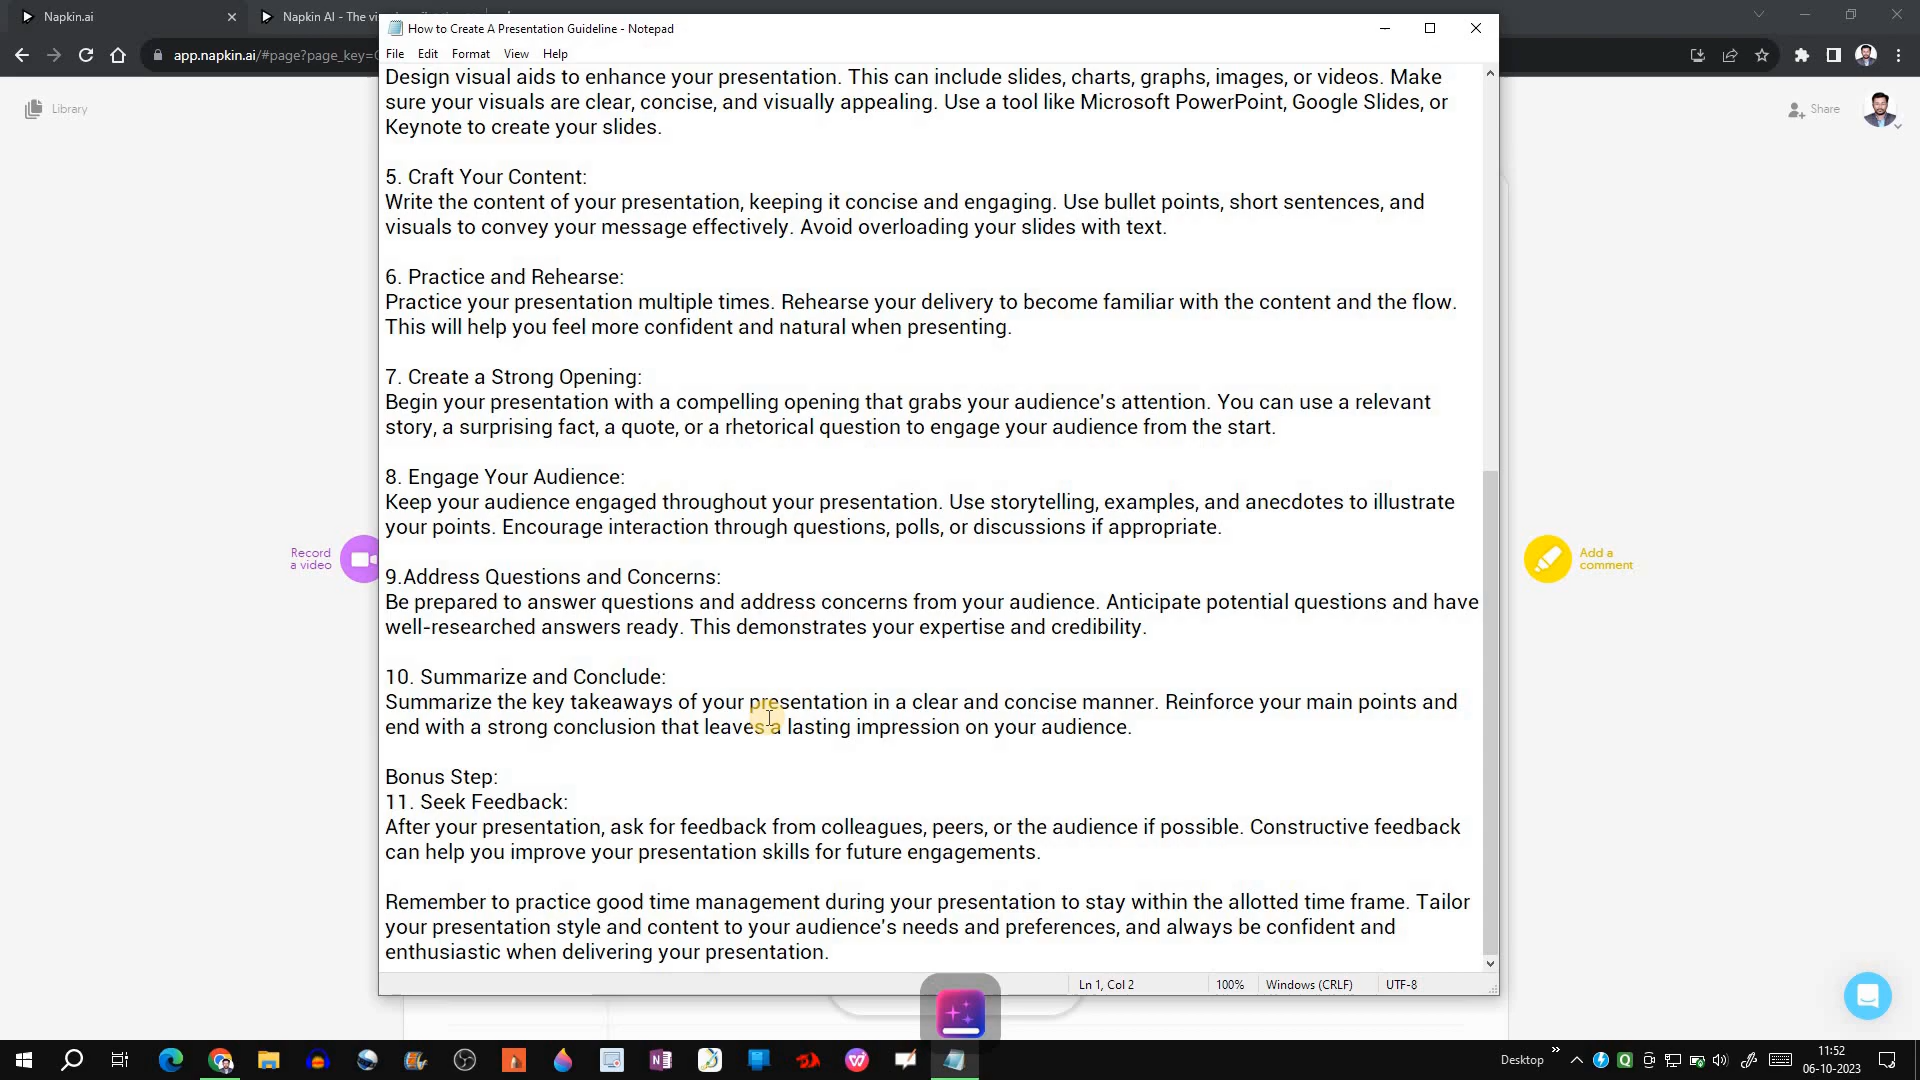 Napkin.ai
Napkin AI - The vi
app.napkin.ai/#page?page_key=
Library
Share
How to Create A Presentation Guideline - Notepad
File Edit Format View Help
Design visual aids to enhance your presentation. This can include slides, charts, graphs, images, or videos. Make
sure your visuals are clear, concise, and visually appealing. Use a tool like Microsoft PowerPoint, Google Slides, or
Keynote to create your slides.
5. Craft Your Content:
Write the content of your presentation, keeping it concise and engaging. Use bullet points, short sentences, and
visuals to convey your message effectively. Avoid overloading your slides with text.
6. Practice and Rehearse:
Practice your presentation multiple times. Rehearse your delivery to become familiar with the content and the flow.
This will help you feel more confident and natural when presenting.
7. Create a Strong Opening:
Begin your presentation with a compelling opening that grabs your audience's attention. You can use a relevant
story, a surprising fact, a quote, or a rhetorical question to engage your audience from the start.
8. Engage Your Audience:
Keep your audience engaged throughout your presentation. Use storytelling, examples, and anecdotes to illustrate
your points. Encourage interaction through questions, polls, or discussions if appropriate.
Record
a video
Add a
comment
9.Address Questions and Concerns:
Be prepared to answer questions and address concerns from your audience. Anticipate potential questions and have
well-researched answers ready. This demonstrates your expertise and credibility.
10. Summarize and Conclude:
Summarize the key takeaways of your presentation in a clear and concise manner. Reinforce your main points and
end with a strong conclusion that leaves a lasting impression on your audience.
Bonus Step:
11. Seek Feedback:
After your presentation, ask for feedback from colleagues, peers, or the audience if possible. Constructive feedback
can help you improve your presentation skills for future engagements.
Remember to practice good time management during your presentation to stay within the allotted time frame. Tailor
your presentation style and content to your audience's needs and preferences, and always be confident and
enthusiastic when delivering your presentation.
Ln 1, Col 2 100% Windows (CRLF) UTF-8
Desktop
11:52
06-10-2023